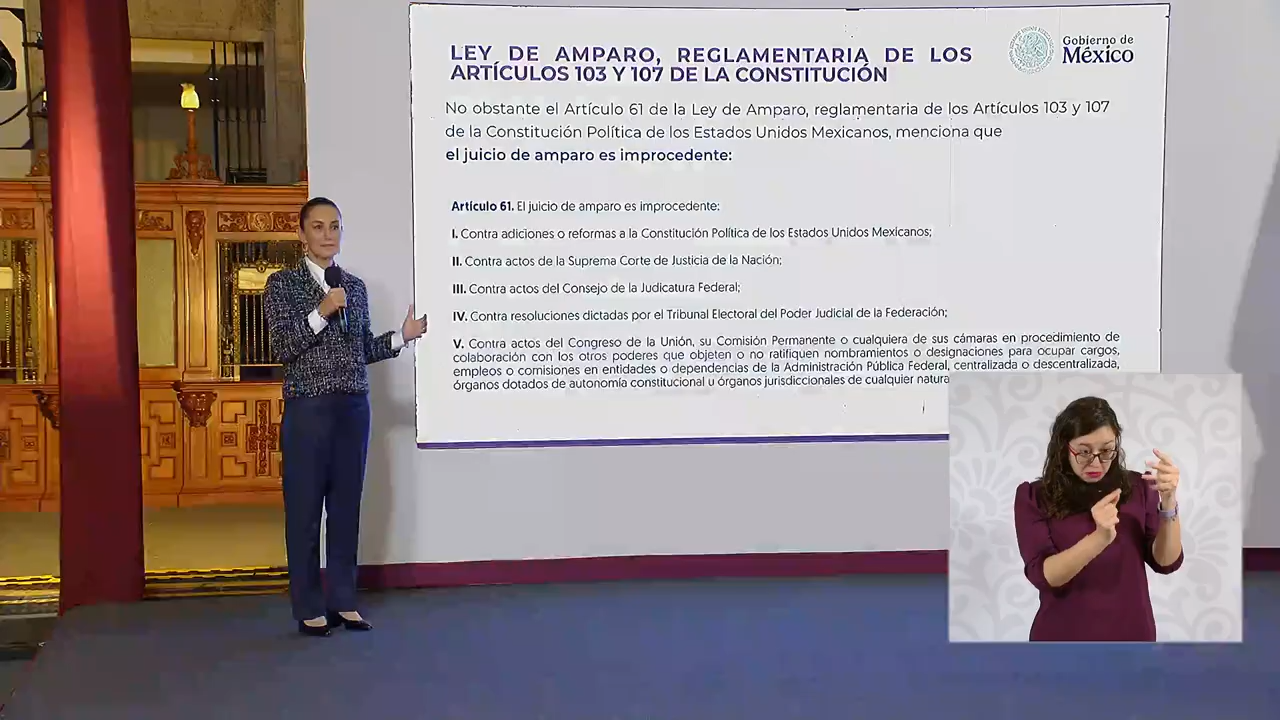 LEY DE AMPARO, REGLAMENTARIA DE LOS
ARTÍCULOS 103 Y 107 DE LA CONSTITUCIÓN
Gobierno de
México
No obstante el Artículo 61 de la Ley de Amparo, reglamentaria de los Artículos 103 y 107
de la Constitución Política de los Estados Unidos Mexicanos, menciona que
el juicio de amparo es improcedente:
Artículo 61. El juicio de amparo es improcedente:
I. Contra adiciones o reformas a la Constitución Política de los Estados Unidos Mexicanos;
II. Contra actos de la Suprema Corte de Justicia de la Nación;
III. Contra actos del Consejo de la Judicatura Federal;
IV. Contra resoluciones dictadas por el Tribunal Electoral del Poder Judicial de la Federación;
V. Contra actos del Congreso de la Unión, su Comisión Permanente o cualquiera de sus cámaras en procedimiento de
colaboración con los otros poderes que objeten o no ratifiquen nombramientos o designaciones para ocupar cargos,
empleos o comisiones en entidades o dependencias de la Administración Pública Federal, centralizada o descentralizada,
órganos dotados de autonomía constitucional u órganos jurisdiccionales de cualquier natura